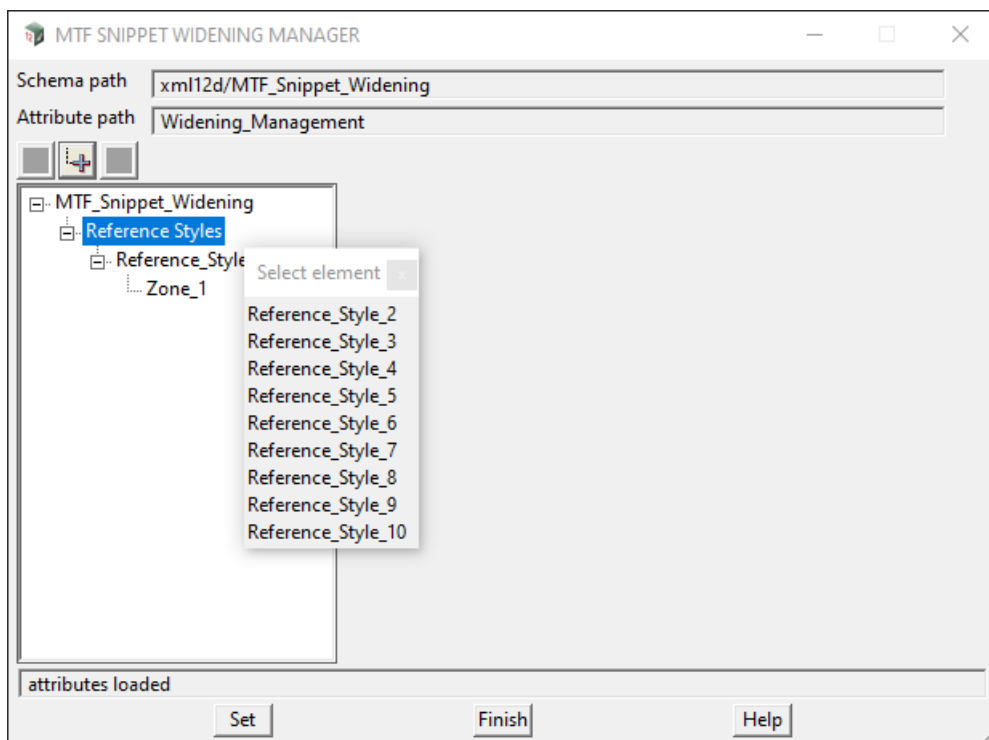 MTF SNIPPET WIDENING MANAGER
Schema path xml12d/MTF_Snippet_Widening
Attribute path Widening_Management
MTF_Snippet_Widening
Reference Styles
Reference_Style
Zone_1
Select element x
Reference_Style_2
Reference_Style_3
Reference_Style_4
Reference_Style_5
Reference_Style_6
Reference_Style_7
Reference_Style_8
Reference_Style_9
Reference_Style_10
attributes loaded
Set Finish Help